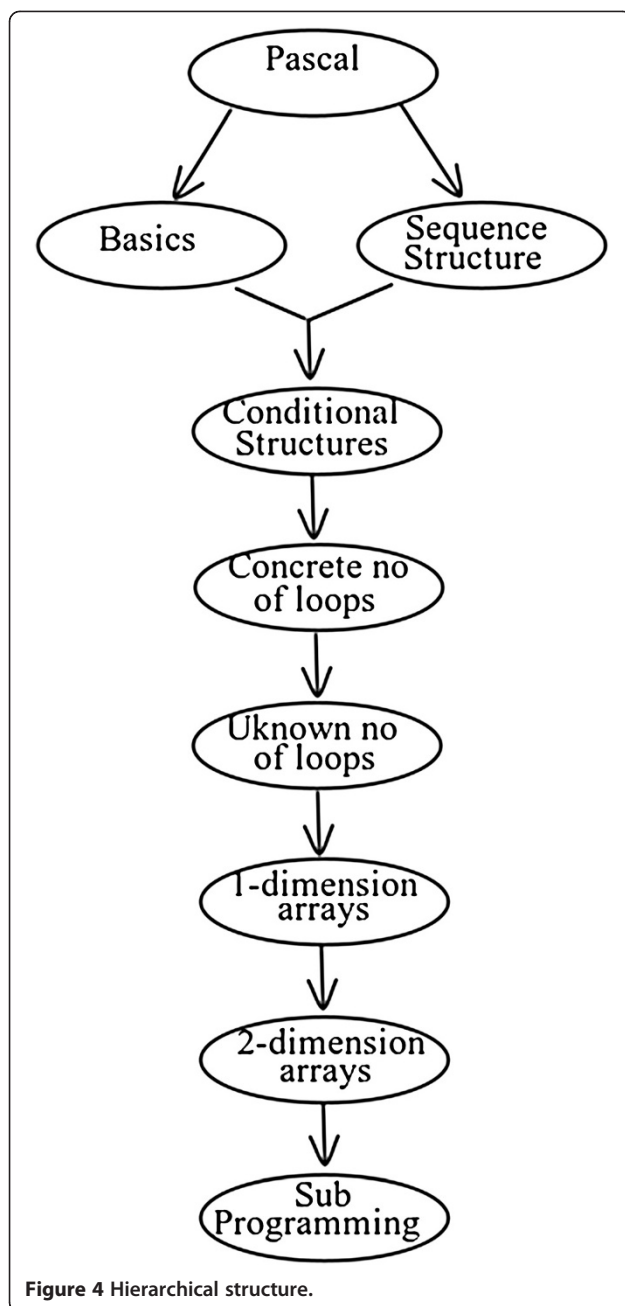 Pascal
Basics
Sequence
Structure
Conditional
Structures
Concrete no
of loops
Uknown no
of loops
1-dimension
arrays
2-dimension
arrays
Sub
Programming
Figure 4 Hierarchical structure.